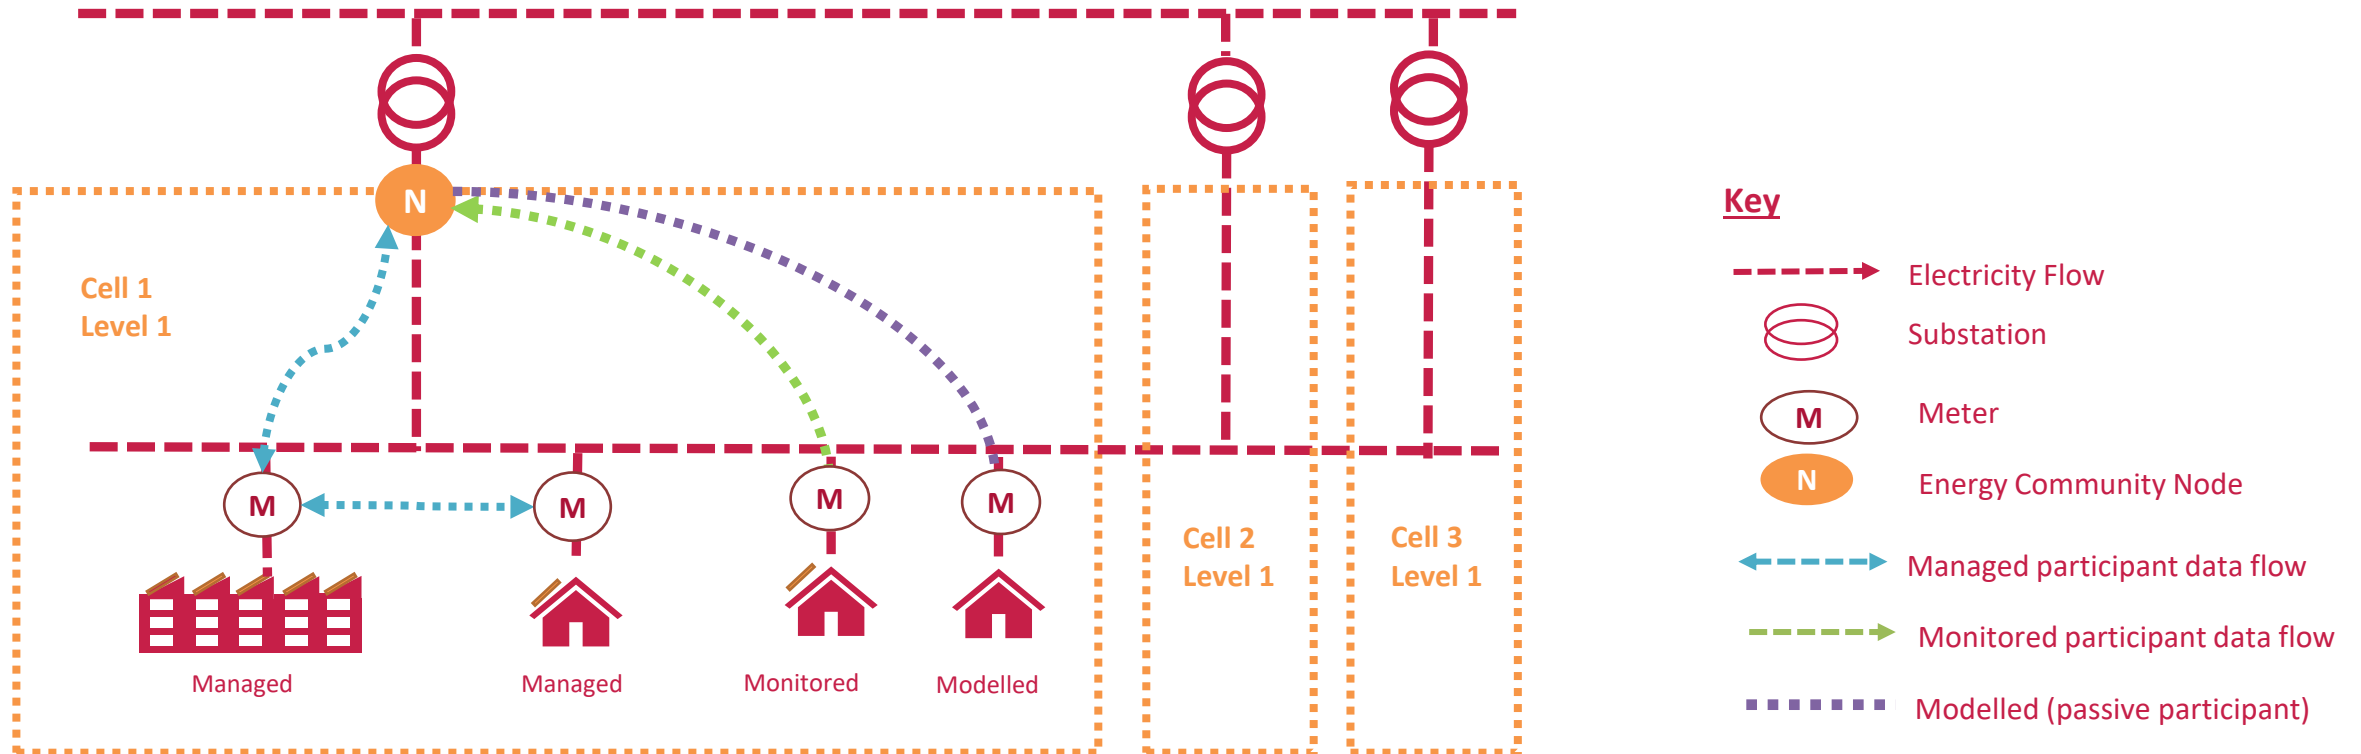 N
Cell 1
Level 1
M
M
M
M
Managed
Managed
Monitored
Modelled
Cell 2
Level 1
Cell 3
Level 1
Key
Electricity Flow
Substation
M
Meter
N
Energy Community Node
Managed participant data flow
Monitored participant data flow
Modelled (passive participant)